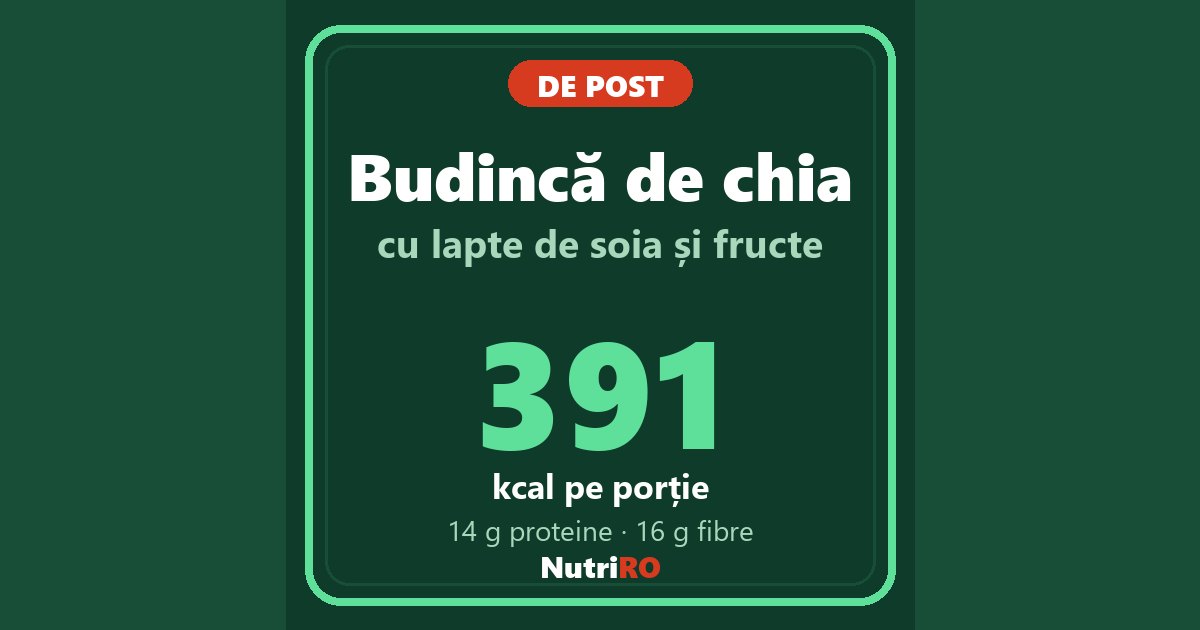 DE POST
Budincă de chia
cu lapte de soia și fructe
391
kcal pe porție
14 g proteine · 16 g fibre
NutriRO